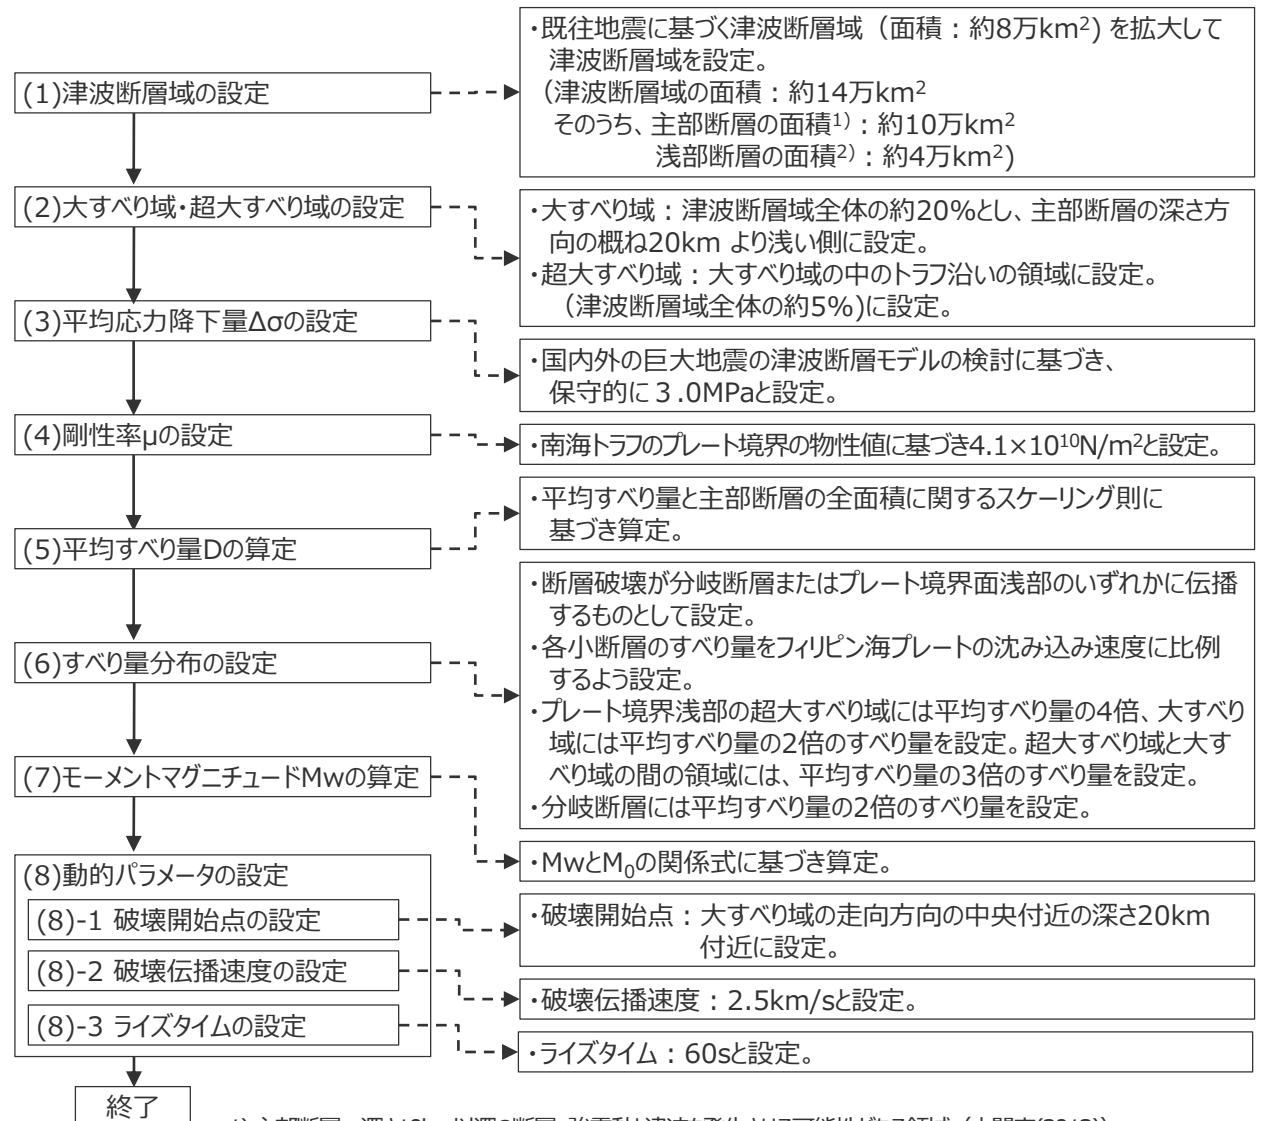 (1)津波断層域の設定
・既往地震に基づく津波断層域（面積：約8万km2) を拡大して
津波断層域を設定。
（津波断層域の面積：約14万km2
そのうち、主部断層の面積1)：約10万km2
浅部断層の面積2)：約4万km2)
(2)大すべり域・超大すべり域の設定
・大すべり域：津波断層域全体の約20%とし、主部断層の深さ方
向の概ね20km より浅い側に設定。
・超大すべり域：大すべり域の中のトラフ沿いの領域に設定。
（津波断層域全体の約5%)に設定。
(3)平均応力降下量Δσの設定
・国内外の巨大地震の津波断層モデルの検討に基づき、
保守的に３.0MPaと設定。
(4)剛性率μの設定
・南海トラフのプレート境界の物性値に基づき4.1×1010N/m2と設定。
(5)平均すべり量Dの算定
・平均すべり量と主部断層の全面積に関するスケーリング則に
基づき算定。
(6)すべり量分布の設定
・断層破壊が分岐断層またはプレート境界面浅部のいずれかに伝播
するものとして設定。
・各小断層のすべり量をフィリピン海プレートの沈み込み速度に比例
するよう設定。
・プレート境界浅部の超大すべり域には平均すべり量の4倍、大すべり
域には平均すべり量の2倍のすべり量を設定。超大すべり域と大す
べり域の間の領域には、平均すべり量の3倍のすべり量を設定。
・分岐断層には平均すべり量の2倍のすべり量を設定。
(7)モーメントマグニチュードMwの算定
・MwとM0の関係式に基づき算定。
(8)動的パラメータの設定
(8)-1 破壊開始点の設定
・破壊開始点：大すべり域の走向方向の中央付近の深さ20km
付近に設定。
(8)-2 破壊伝播速度の設定
・破壊伝播速度：2.5km/sと設定。
(8)-3 ライズタイムの設定
・ライズタイム：60sと設定。
終了